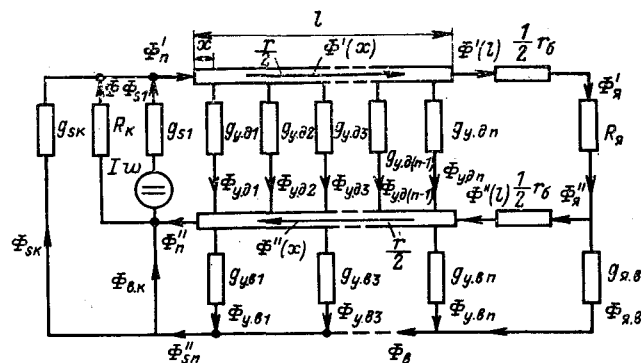 l
x
Φ'п
r/2
Φ'(x)
Φ'(l)
1/2 rб
Φ
Φs1
Φ'я
gsк
Rк
gs1
gу.д1
gу.д2
gу.д3
gу.д(n-1)
gу.дn
Rя
Iw
Φу.д1
Φу.д2
Φу.д3
Φу.д(n-1)
Φу.дn
Φ''(l)
1/2 rб
Φ''я
Φ''п
Φ''(x)
r/2
Φsк
Φв.к
gу.в1
gу.в3
gу.вn
gя.в
Φу.в1
Φу.в3
Φу.вn
Φя.в
Φ''sп
Φв